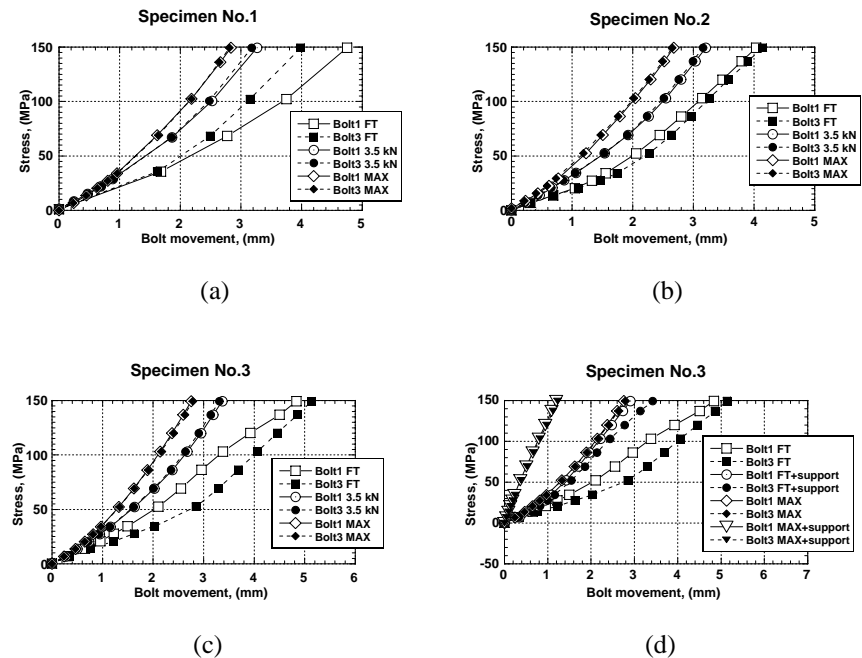 Specimen No.1
Stress, (MPa)
150
100
50
0
0 1 2 3 4 5
Bolt movement, (mm)
Bolt1 FT
Bolt3 FT
Bolt1 3.5 kN
Bolt3 3.5 kN
Bolt1 MAX
Bolt3 MAX
(a)
Specimen No.2
Stress, (MPa)
150
100
50
0
0 1 2 3 4 5
Bolt movement, (mm)
Bolt1 FT
Bolt3 FT
Bolt1 3.5 kN
Bolt3 3.5 kN
Bolt1 MAX
Bolt3 MAX
(b)
Specimen No.3
Stress, (MPa)
150
100
50
0
0 1 2 3 4 5 6
Bolt movement, (mm)
Bolt1 FT
Bolt3 FT
Bolt1 3.5 kN
Bolt3 3.5 kN
Bolt1 MAX
Bolt3 MAX
(c)
Specimen No.3
Stress, (MPa)
200
150
100
50
0
-50
0 1 2 3 4 5 6 7
Bolt movement, (mm)
Bolt1 FT
Bolt3 FT
Bolt1 FT+support
Bolt3 FT+support
Bolt1 MAX
Bolt3 MAX
Bolt1 MAX+support
Bolt3 MAX+support
(d)